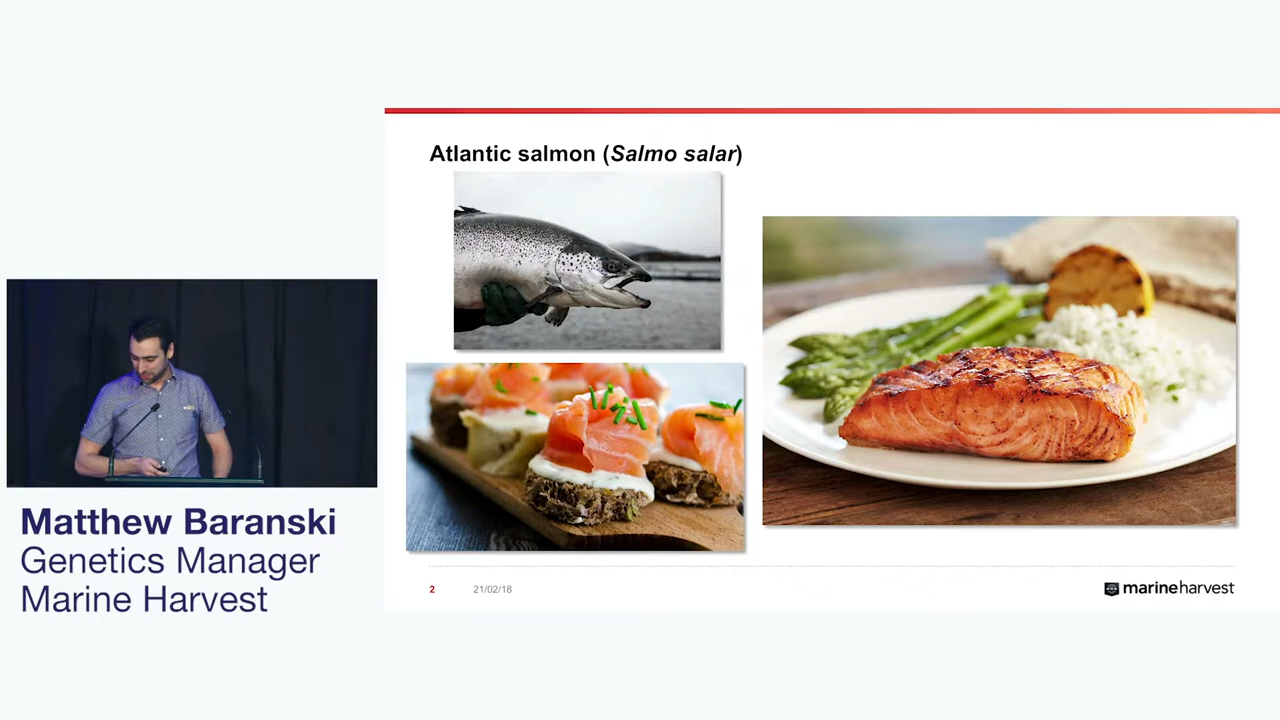 Atlantic salmon (Salmo salar)
Matthew Baranski
Genetics Manager
Marine Harvest
2
21/02/18
marineharvest